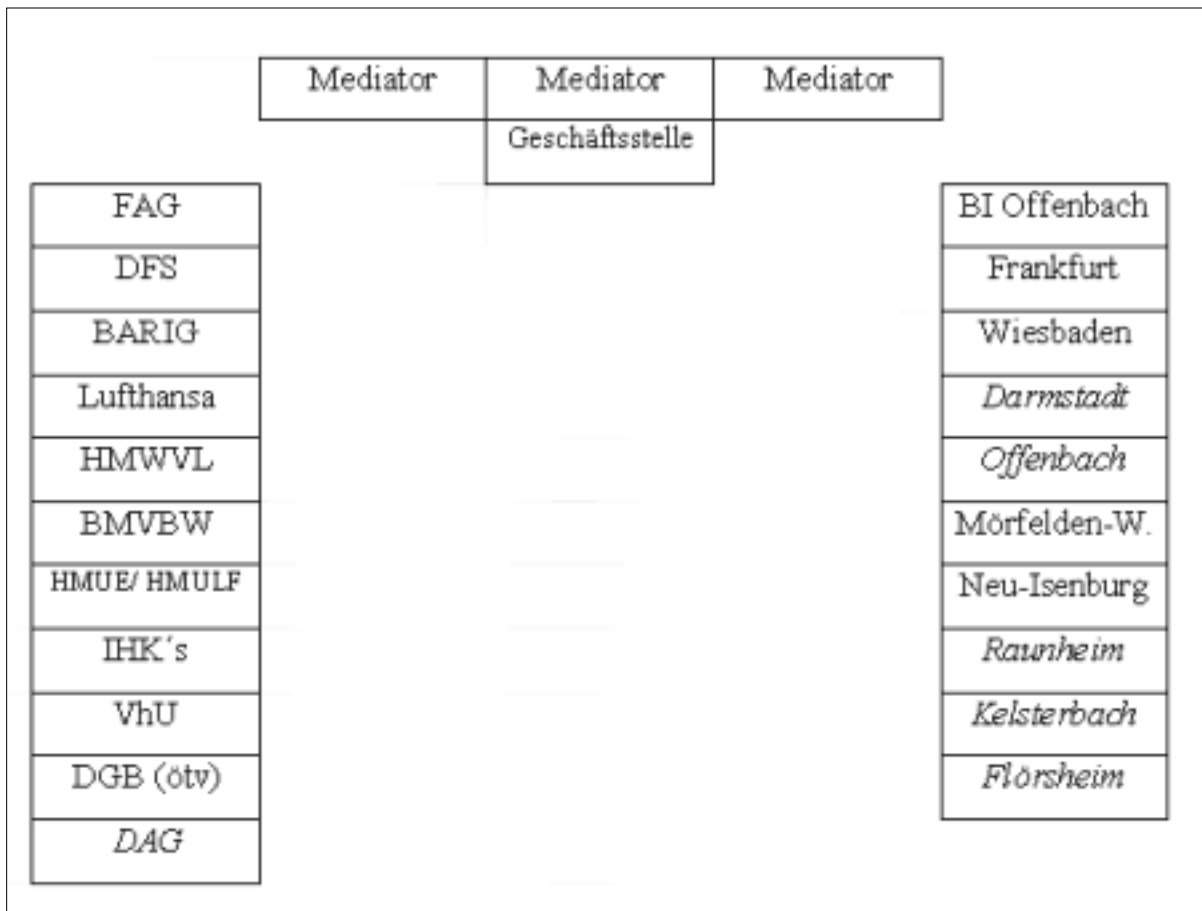 Mediator Mediator Mediator
Geschäftsstelle
FAG
DFS
BARIG
Lufthansa
HMWVL
BMVBW
HMUE/ HMULF
IHK´s
VhU
DGB (ötv)
DAG
BI Offenbach
Frankfurt
Wiesbaden
Darmstadt
Offenbach
Mörfelden-W.
Neu-Isenburg
Raunheim
Kelsterbach
Flörsheim